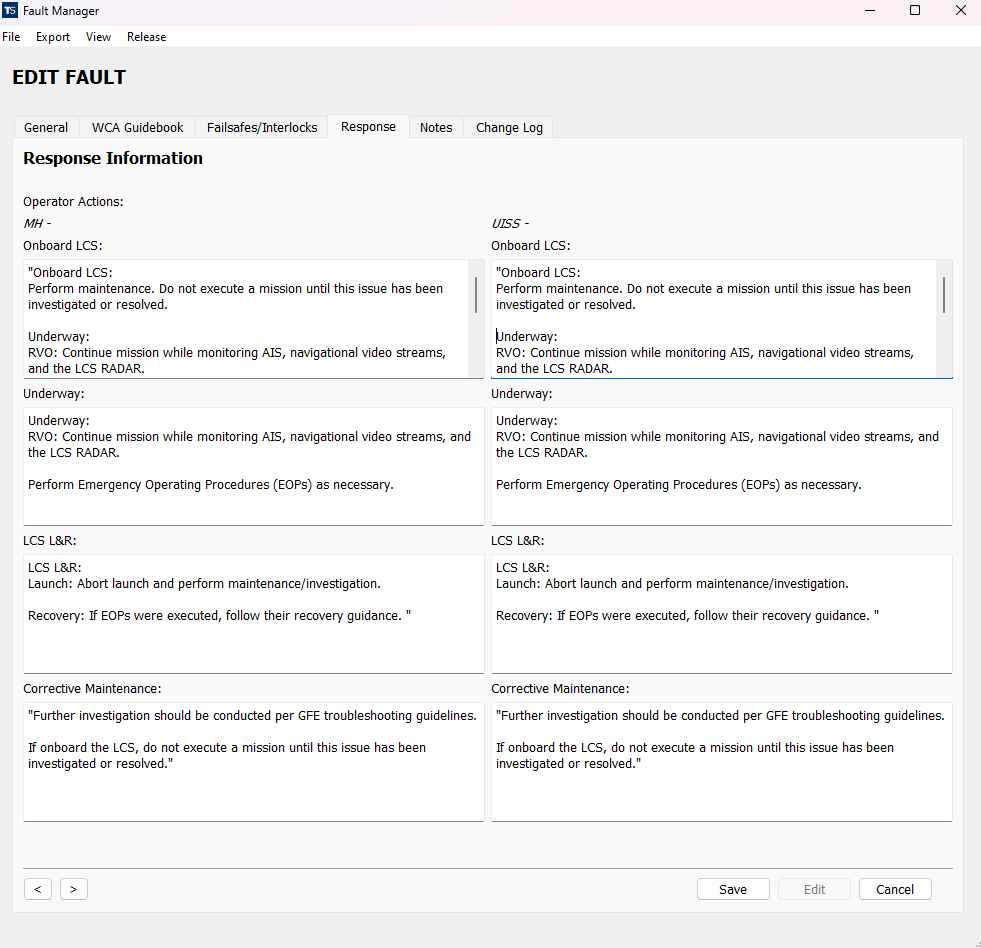 TS Fault Manager
File Export View Release
EDIT FAULT
General WCA Guidebook Failsafes/Interlocks Response Notes Change Log
Response Information
Operator Actions:
MH -
Onboard LCS:
"Onboard LCS:
Perform maintenance. Do not execute a mission until this issue has been
investigated or resolved.
Underway:
RVO: Continue mission while monitoring AIS, navigational video streams,
and the LCS RADAR.
Underway:
Underway:
RVO: Continue mission while monitoring AIS, navigational video streams, and
the LCS RADAR.
Perform Emergency Operating Procedures (EOPs) as necessary.
LCS L&R:
LCS L&R:
Launch: Abort launch and perform maintenance/investigation.
Recovery: If EOPs were executed, follow their recovery guidance. "
Corrective Maintenance:
"Further investigation should be conducted per GFE troubleshooting guidelines.
If onboard the LCS, do not execute a mission until this issue has been
investigated or resolved."
UISS -
Onboard LCS:
"Onboard LCS:
Perform maintenance. Do not execute a mission until this issue has been
investigated or resolved.
Underway:
RVO: Continue mission while monitoring AIS, navigational video streams,
and the LCS RADAR.
Underway:
Underway:
RVO: Continue mission while monitoring AIS, navigational video streams, and
the LCS RADAR.
Perform Emergency Operating Procedures (EOPs) as necessary.
LCS L&R:
LCS L&R:
Launch: Abort launch and perform maintenance/investigation.
Recovery: If EOPs were executed, follow their recovery guidance. "
Corrective Maintenance:
"Further investigation should be conducted per GFE troubleshooting guidelines.
If onboard the LCS, do not execute a mission until this issue has been
investigated or resolved."
< > Save Edit Cancel